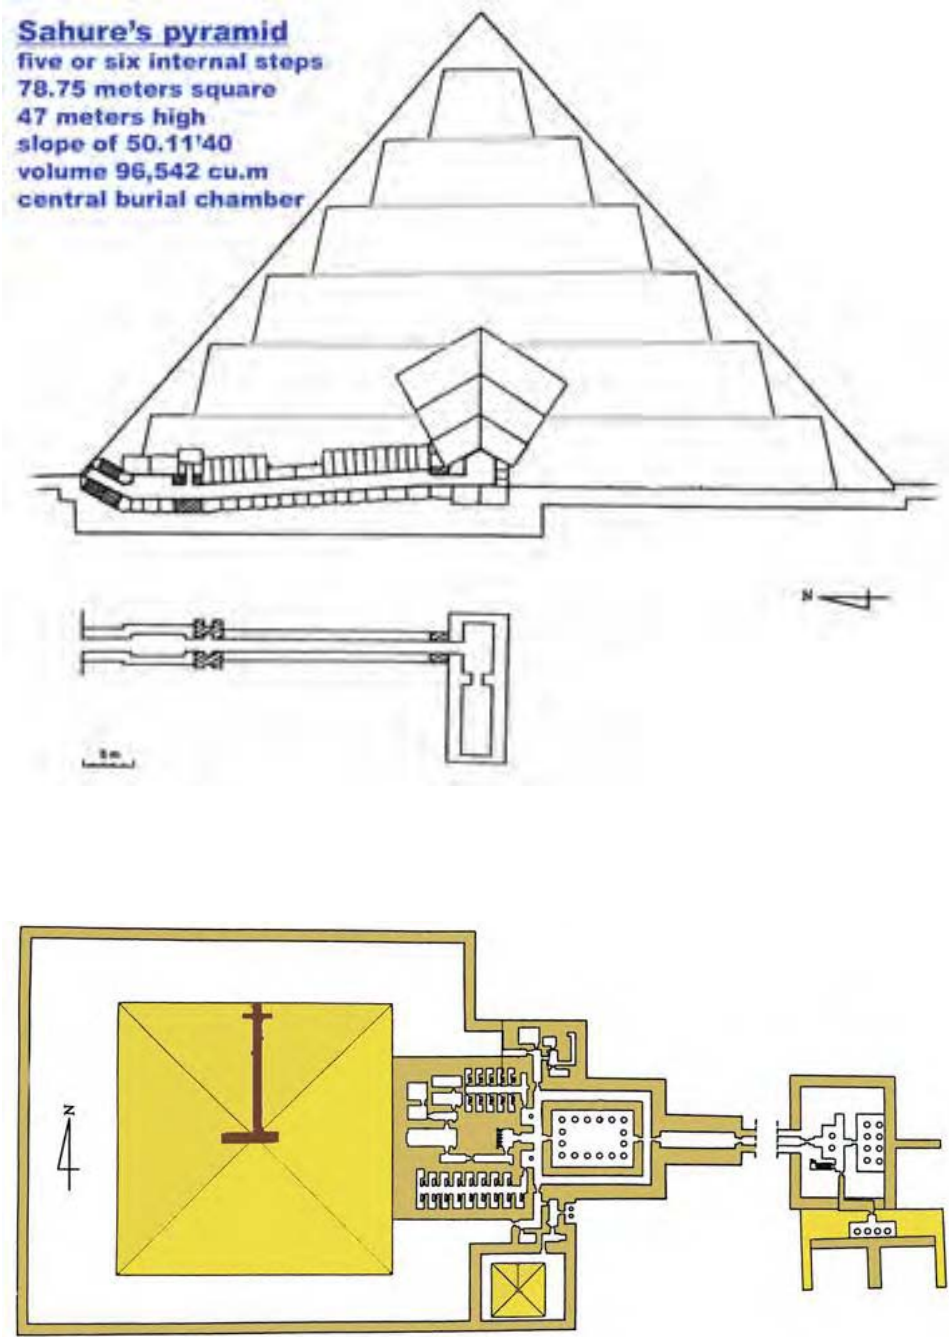 Sahure's pyramid
five or six internal steps
78.75 meters square
47 meters high
slope of 50.11'40
volume 96,542 cu.m
central burial chamber
N
5 m
N